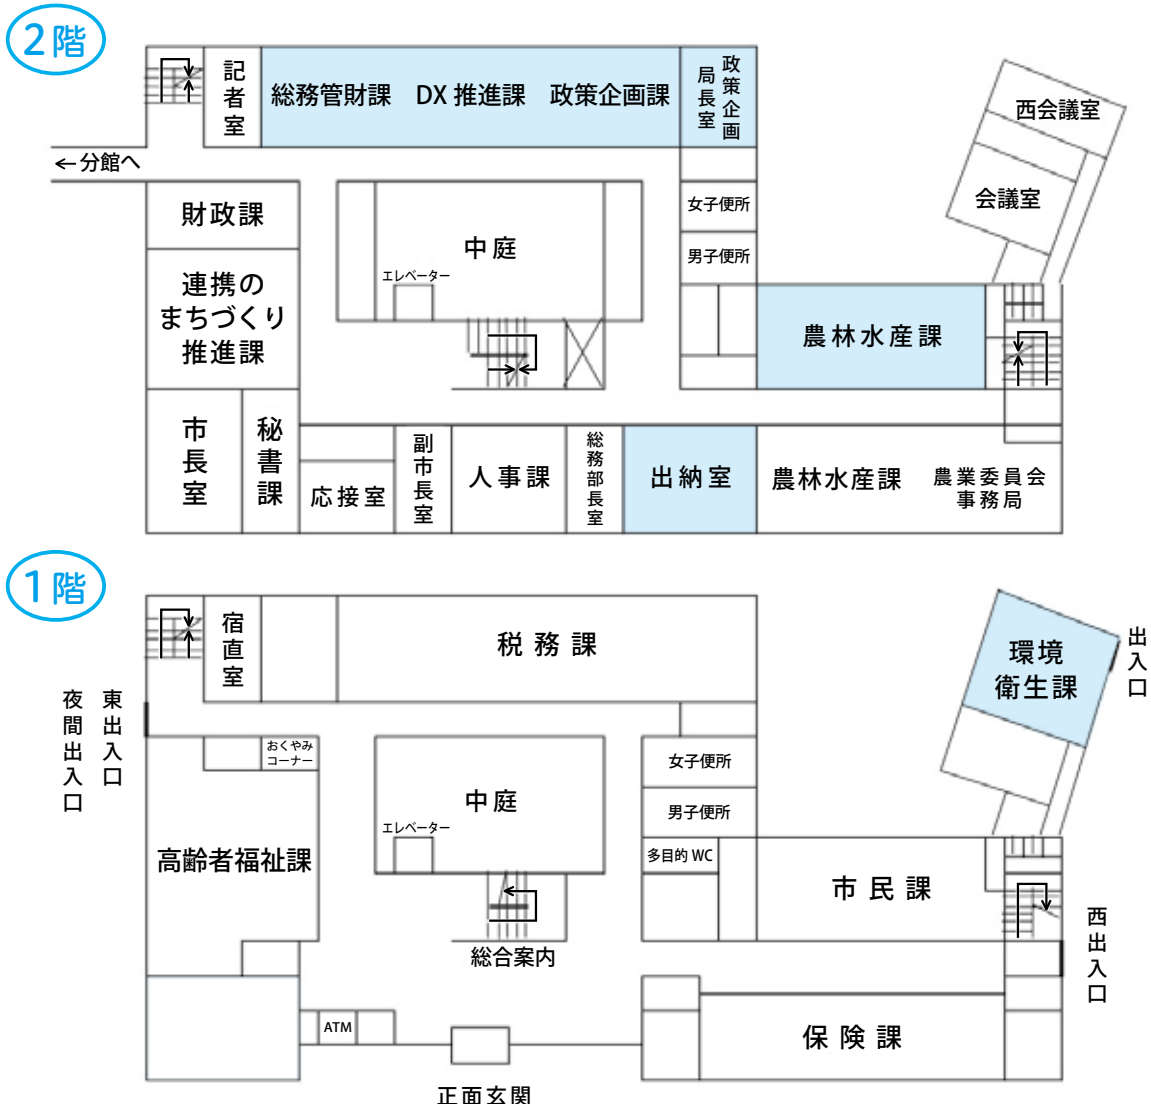 2階
記者室
総務管財課 DX推進課 政策企画課
政策企画
局長室
←分館へ
西会議室
会議室
財政課
女子便所
中庭
男子便所
エレベーター
連携の
まちづくり
推進課
農林水産課
市長室
秘書課
応接室
副市長室
人事課
総務部長室
出納室
農林水産課
農業委員会
事務局
1階
宿直室
税務課
環境
衛生課
出入口
夜間出入口
東出入口
おくやみ
コーナー
女子便所
中庭
男子便所
エレベーター
多目的WC
高齢者福祉課
市民課
西出入口
総合案内
ATM
保険課
正面玄関